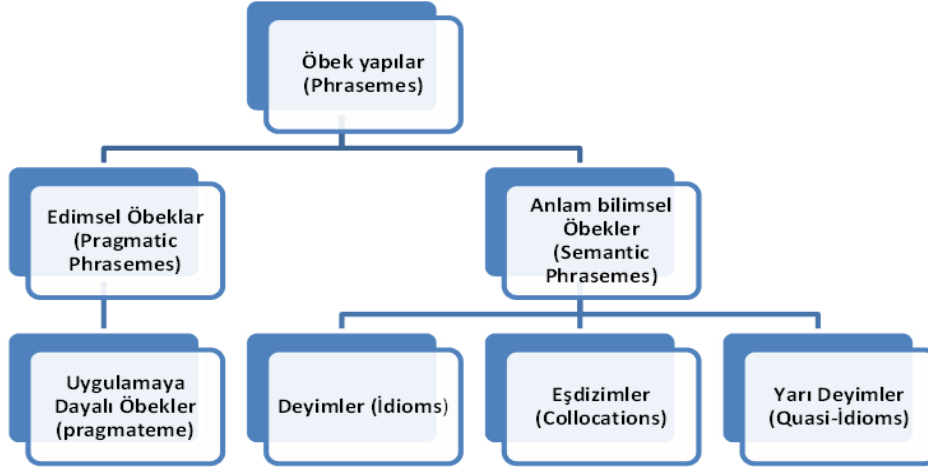 Öbek yapılar
(Phrasemes)
Edimsel Öbeklar
(Pragmatic
Phrasemes)
Anlam bilimsel
Öbekler
(Semantic
Phrasemes)
Uygulamaya
Dayalı Öbekler
(pragmateme)
Deyimler (İdioms)
Eşdizimler
(Collocations)
Yarı Deyimler
(Quasi-İdioms)